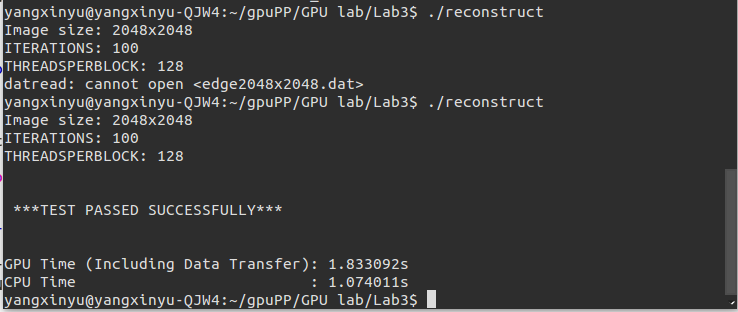 yangxinyu@yangxinyu-QJW4:~/gpuPP/GPU lab/Lab3$ ./reconstruct
Image size: 2048x2048
ITERATIONS: 100
THREADSPERBLOCK: 128
datread: cannot open <edge2048x2048.dat>
yangxinyu@yangxinyu-QJW4:~/gpuPP/GPU lab/Lab3$ ./reconstruct
Image size: 2048x2048
ITERATIONS: 100
THREADSPERBLOCK: 128
***TEST PASSED SUCCESSFULLY***
GPU Time (Including Data Transfer): 1.833092s
CPU Time                          : 1.074011s
yangxinyu@yangxinyu-QJW4:~/gpuPP/GPU lab/Lab3$